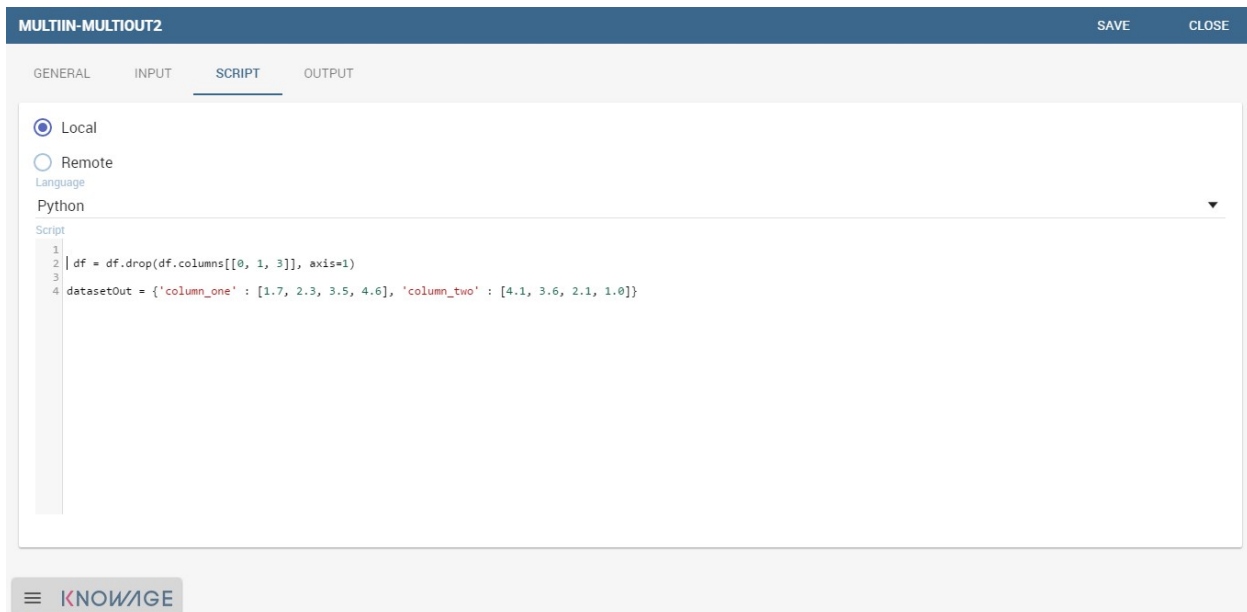 MULTIIN-MULTIOUT2 SAVE CLOSE
GENERAL INPUT SCRIPT OUTPUT
Local
Remote
Language
Python
Script
1
2 df = df.drop(df.columns[[0, 1, 3]], axis=1)
3
4 datasetOut = {'column_one' : [1.7, 2.3, 3.5, 4.6], 'column_two' : [4.1, 3.6, 2.1, 1.0]}
KNOWAGE